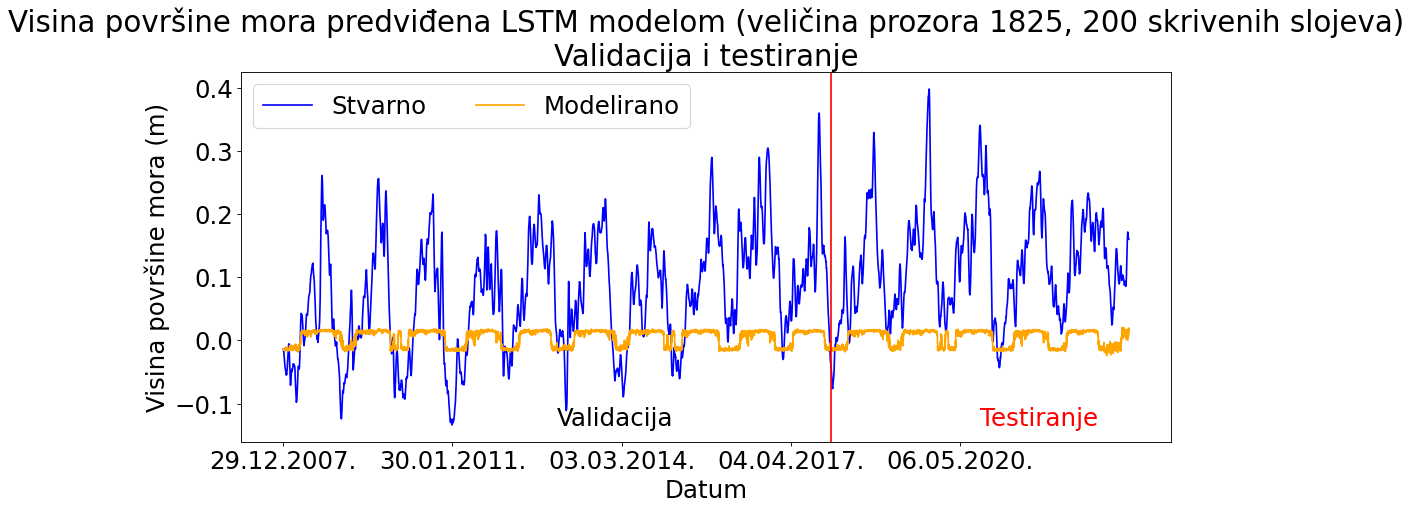 Visina površine mora predviđena LSTM modelom (veličina prozora 1825, 200 skrivenih slojeva)
Validacija i testiranje
Stvarno
Modelirano
Visina površine mora (m)
0.4
0.3
0.2
0.1
0.0
−0.1
Validacija
Testiranje
29.12.2007.
30.01.2011.
03.03.2014.
04.04.2017.
06.05.2020.
Datum